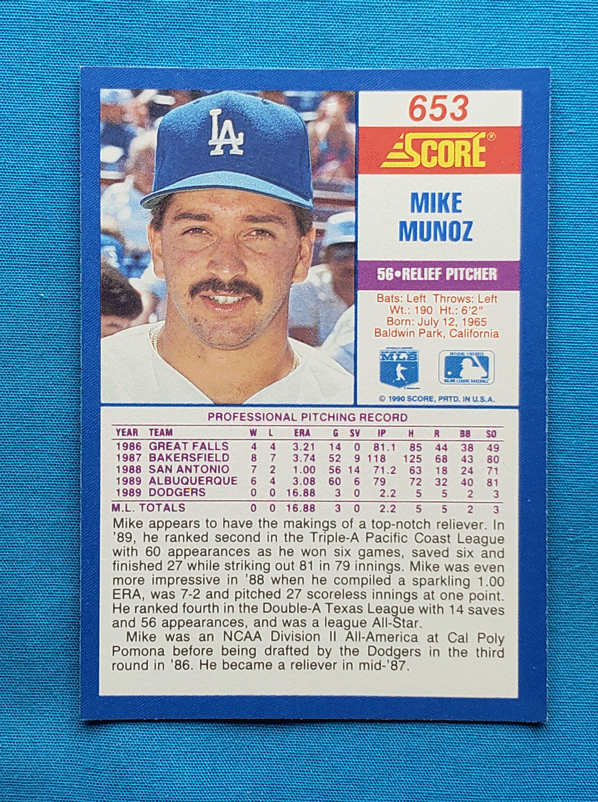 LA
653
SCORE®
MIKE
MUNOZ
56•RELIEF PITCHER
Bats: Left Throws: Left
Wt.: 190 Ht.: 6'2"
Born: July 12, 1965
Baldwin Park, California
MLB
© 1990 SCORE, PRTD. IN U.S.A.
PROFESSIONAL PITCHING RECORD
YEAR TEAM W L ERA G SV IP H R BB SO
1986 GREAT FALLS 4 4 3.21 14 0 81.1 85 44 38 49
1987 BAKERSFIELD 8 7 3.74 52 9 118 125 68 43 80
1988 SAN ANTONIO 7 2 1.00 56 14 71.2 63 18 24 71
1989 ALBUQUERQUE 6 4 3.08 60 6 79 72 32 40 81
1989 DODGERS 0 0 16.88 3 0 2.2 5 5 2 3
M.L. TOTALS 0 0 16.88 3 0 2.2 5 5 2 3
Mike appears to have the makings of a top-notch reliever. In
'89, he ranked second in the Triple-A Pacific Coast League
with 60 appearances as he won six games, saved six and
finished 27 while striking out 81 in 79 innings. Mike was even
more impressive in '88 when he compiled a sparkling 1.00
ERA, was 7-2 and pitched 27 scoreless innings at one point.
He ranked fourth in the Double-A Texas League with 14 saves
and 56 appearances, and was a league All-Star.
Mike was an NCAA Division II All-America at Cal Poly
Pomona before being drafted by the Dodgers in the third
round in '86. He became a reliever in mid-'87.